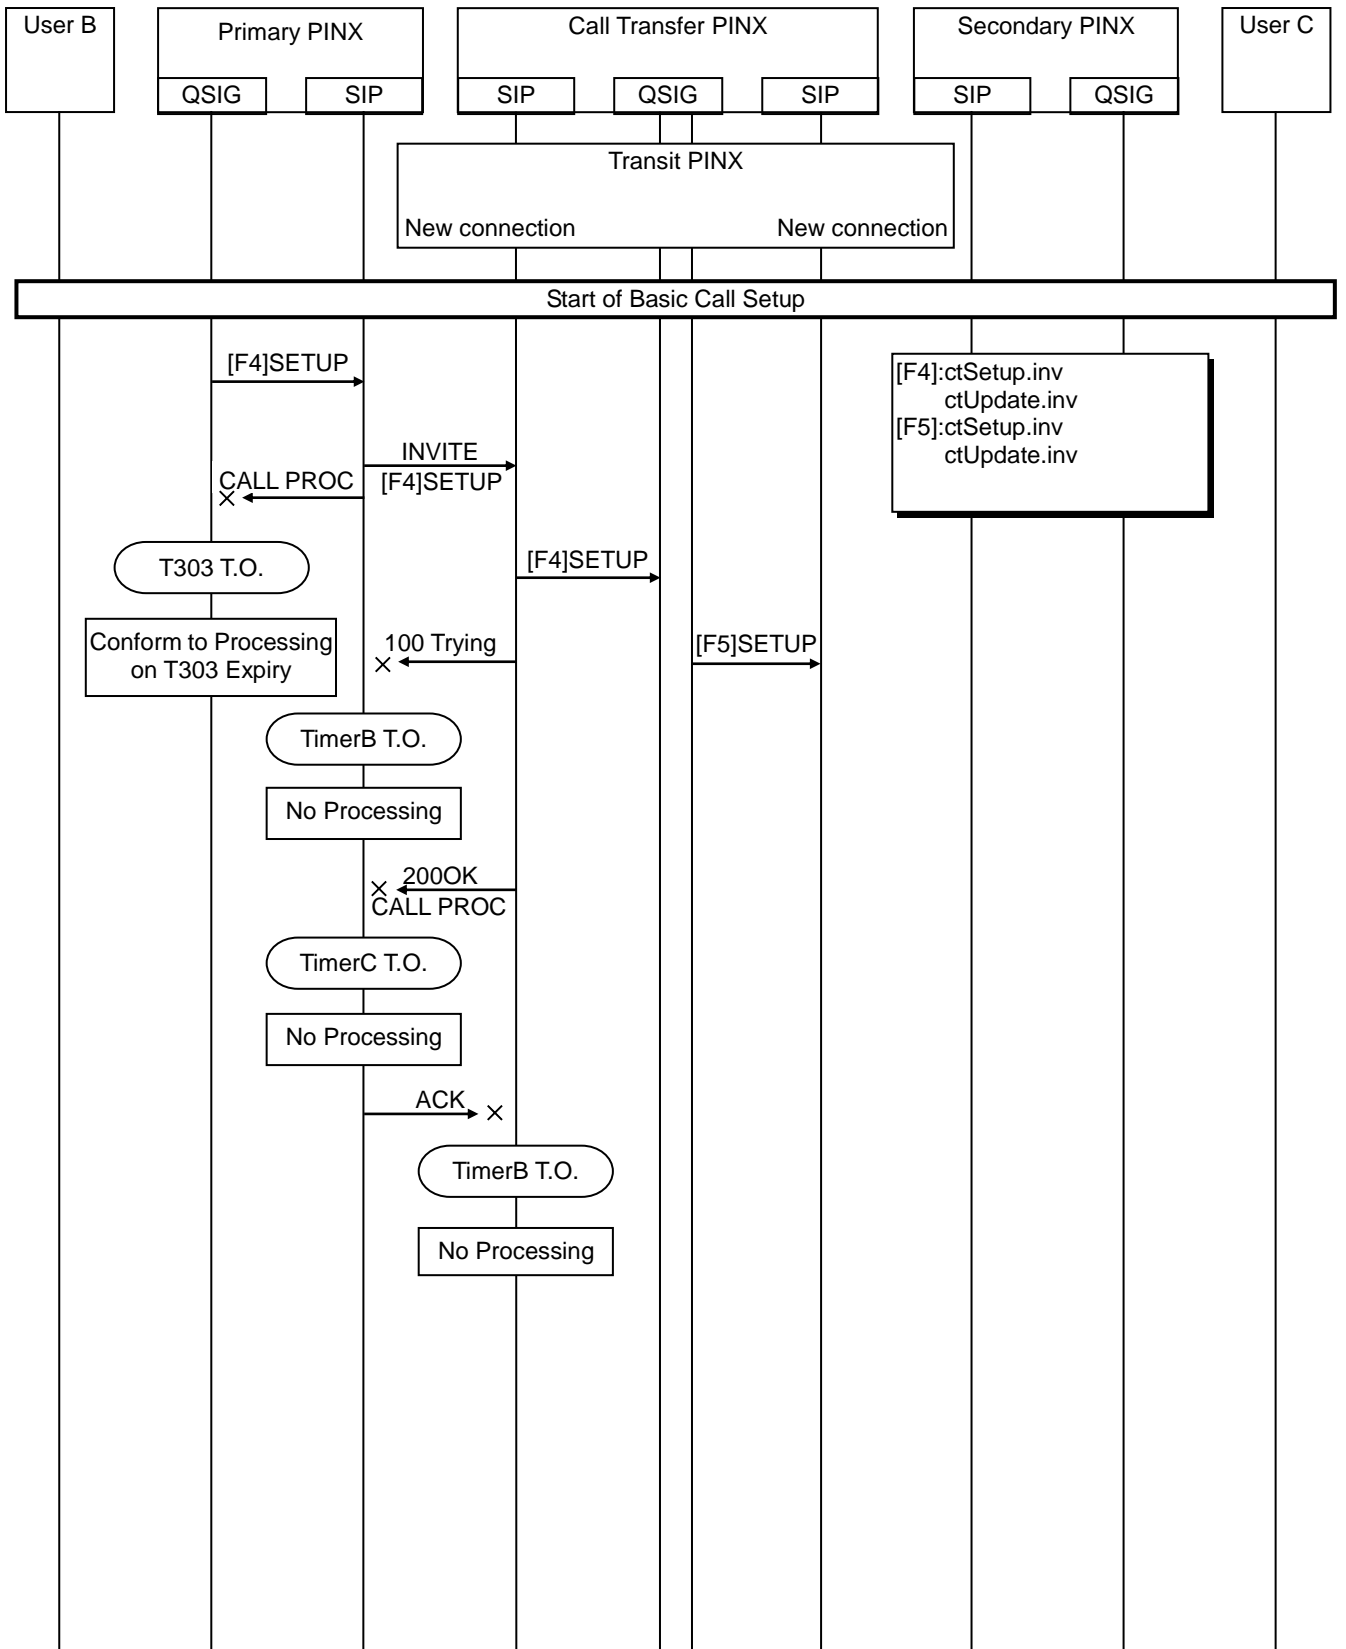 User B
Primary PINX
Call Transfer PINX
Secondary PINX
User C
QSIG
SIP
SIP
QSIG
SIP
SIP
QSIG
Transit PINX
New connection
New connection
Start of Basic Call Setup
[F4]SETUP
[F4]:ctSetup.inv
ctUpdate.inv
[F5]:ctSetup.inv
ctUpdate.inv
INVITE
[F4]SETUP
CALL PROC
T303 T.O.
[F4]SETUP
Conform to Processing
on T303 Expiry
100 Trying
[F5]SETUP
TimerB T.O.
No Processing
200OK
CALL PROC
TimerC T.O.
No Processing
ACK
TimerB T.O.
No Processing